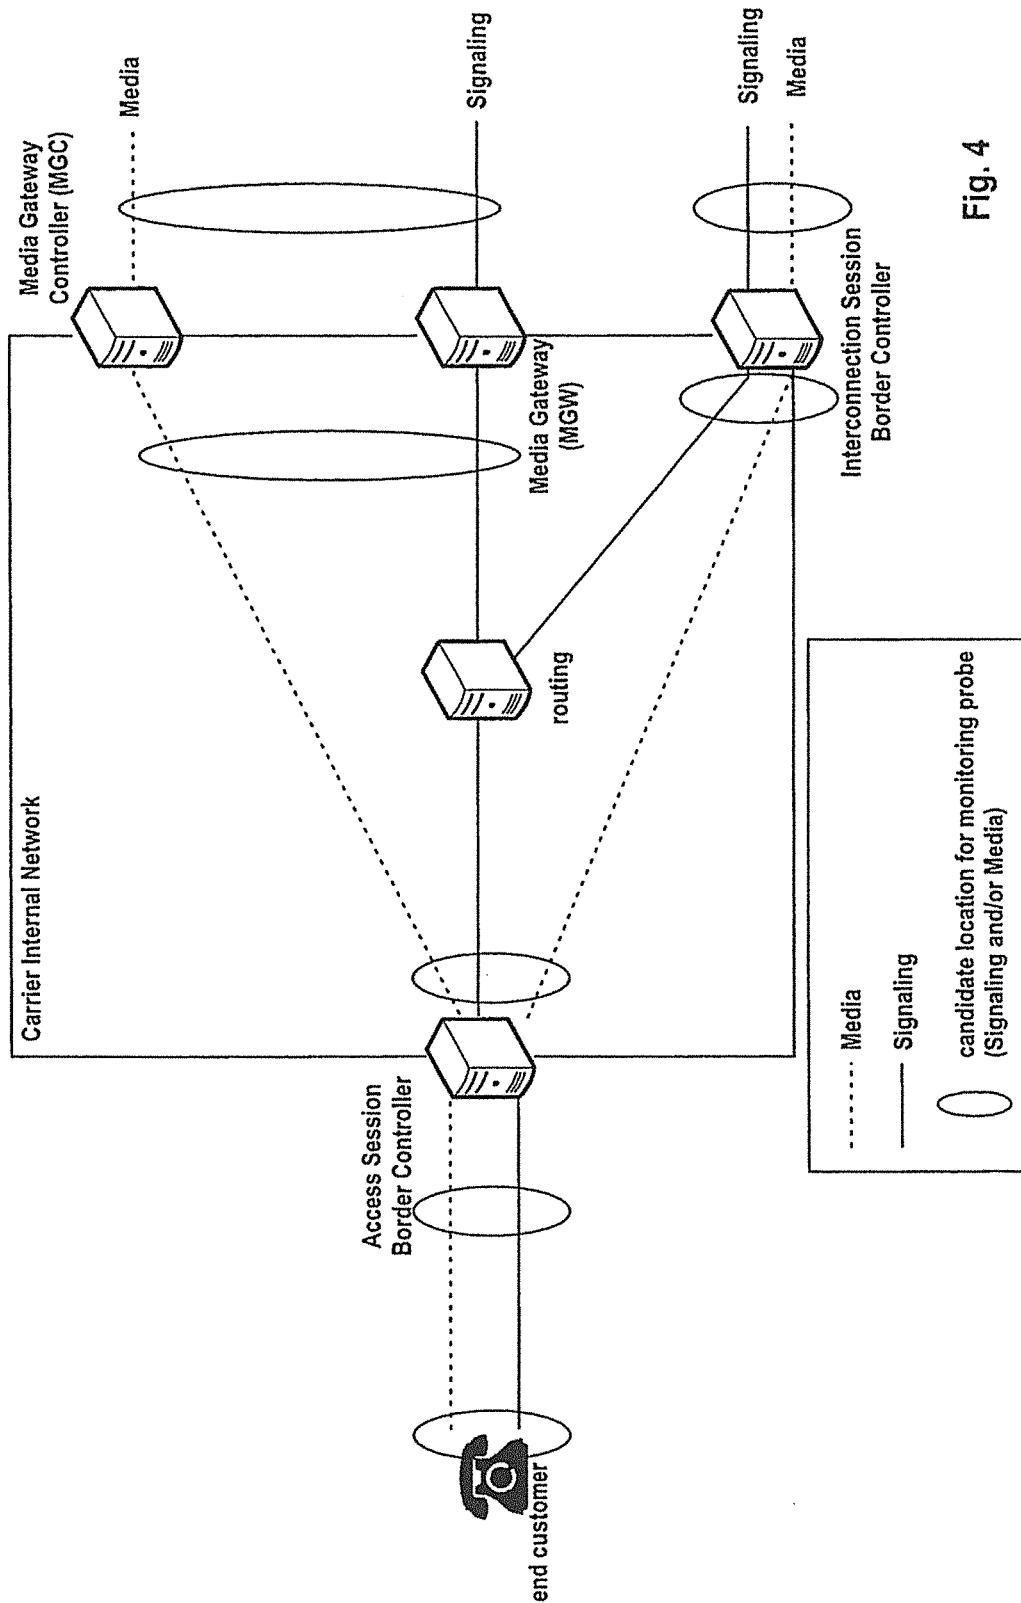 Carrier Internal Network
Media Gateway
Controller (MGC)
Media
Signaling
Media Gateway
(MGW)
routing
Access Session
Border Controller
end customer
Signaling
Media
Interconnection Session
Border Controller
Media
Signaling
candidate location for monitoring probe
(Signaling and/or Media)
Fig. 4